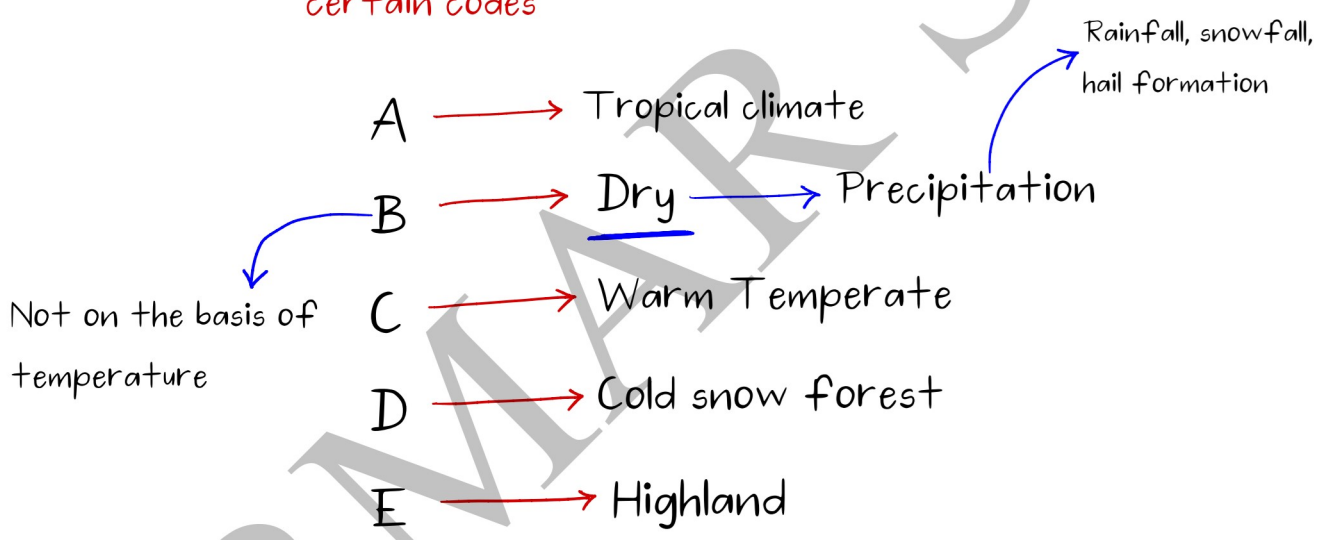 certain codes
Rainfall, snowfall,
hail formation
A → Tropical climate
B → Dry → Precipitation
Not on the basis of
temperature
C → Warm Temperate
D → Cold snow forest
E → Highland